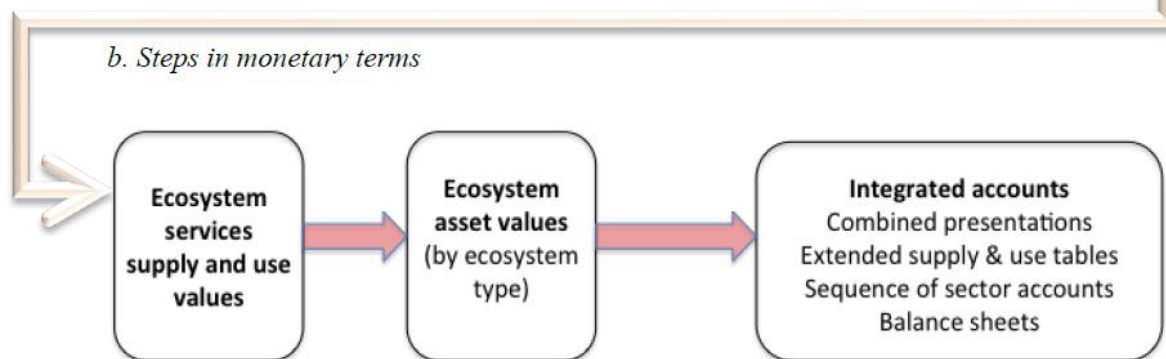 b. Steps in monetary terms
Ecosystem
services
supply and use
values
Ecosystem
asset values
(by ecosystem
type)
Integrated accounts
Combined presentations
Extended supply & use tables
Sequence of sector accounts
Balance sheets